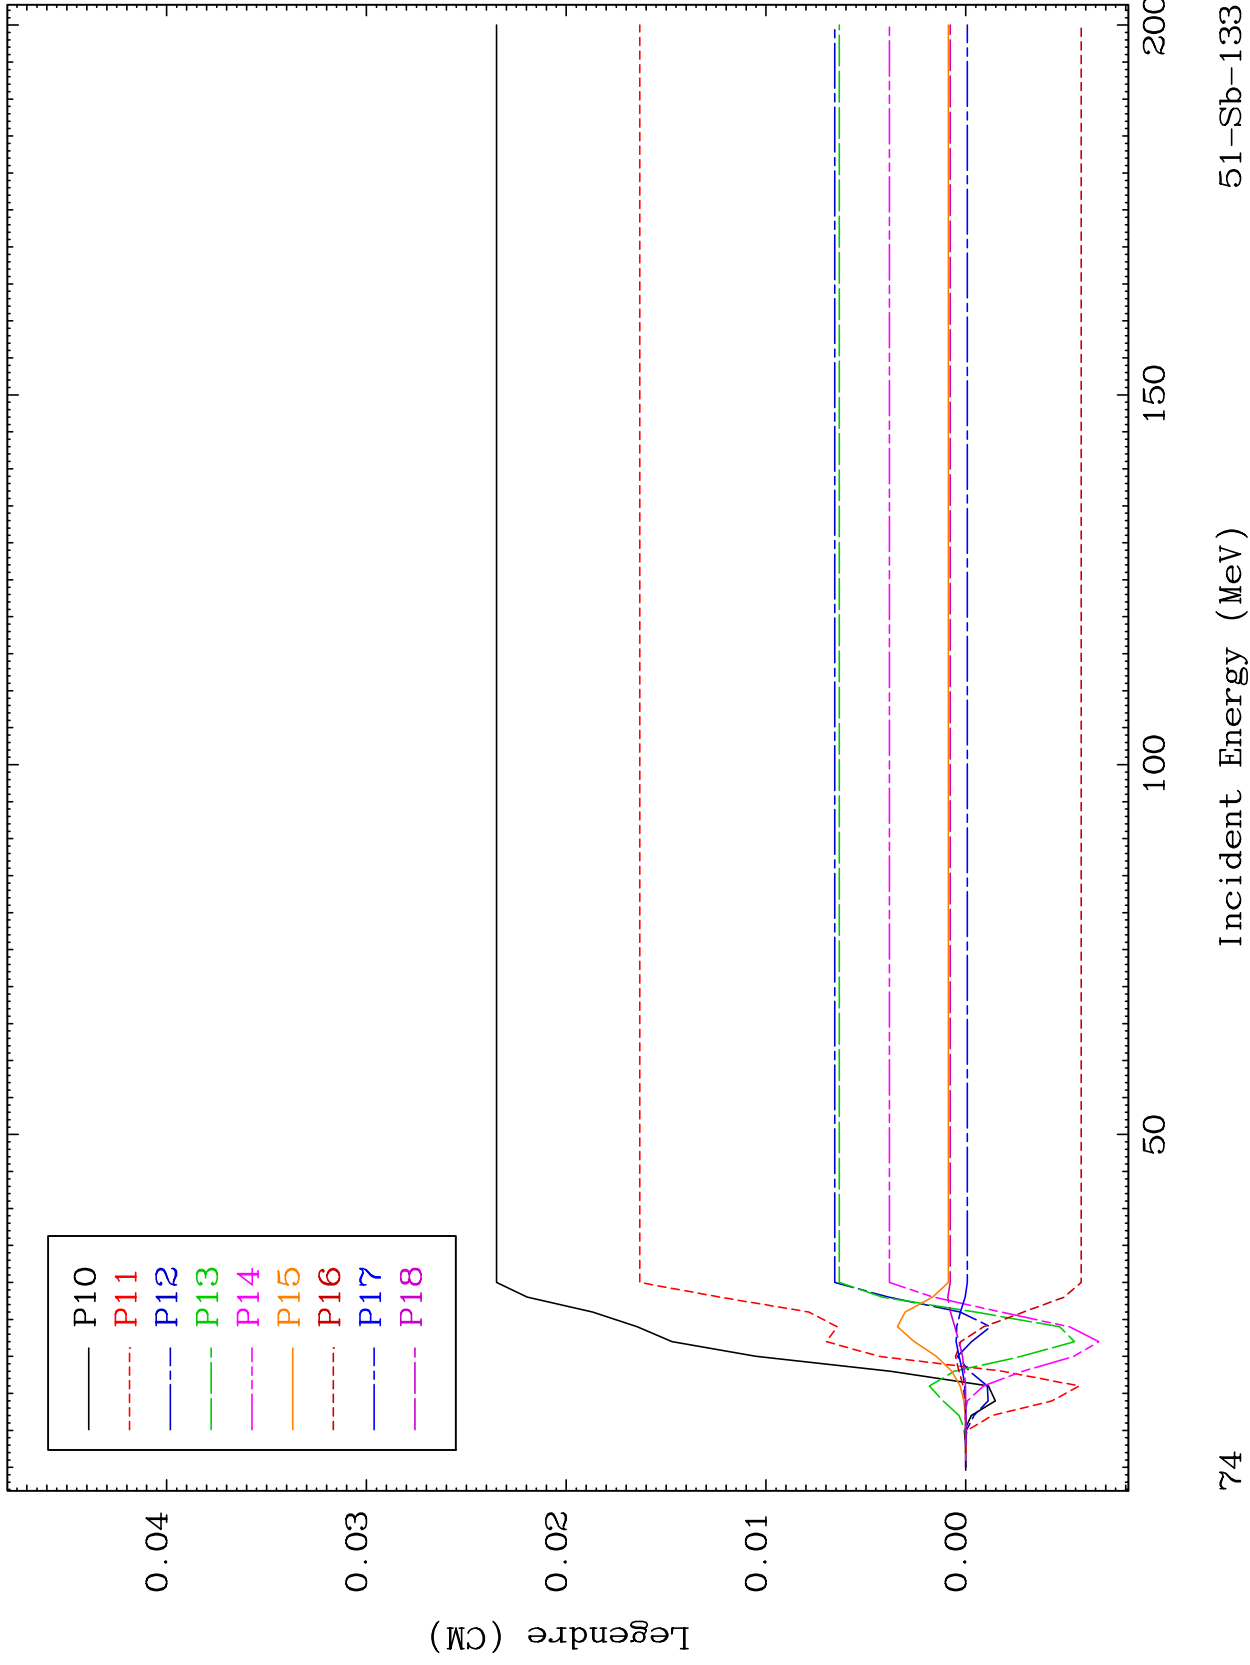 P10
P11
P12
P13
P14
P15
P16
P17
P18
0.04
0.03
0.02
0.01
0.00
Legendre (CM)
50
100
150
200
Incident Energy (MeV)
74
51-Sb-133